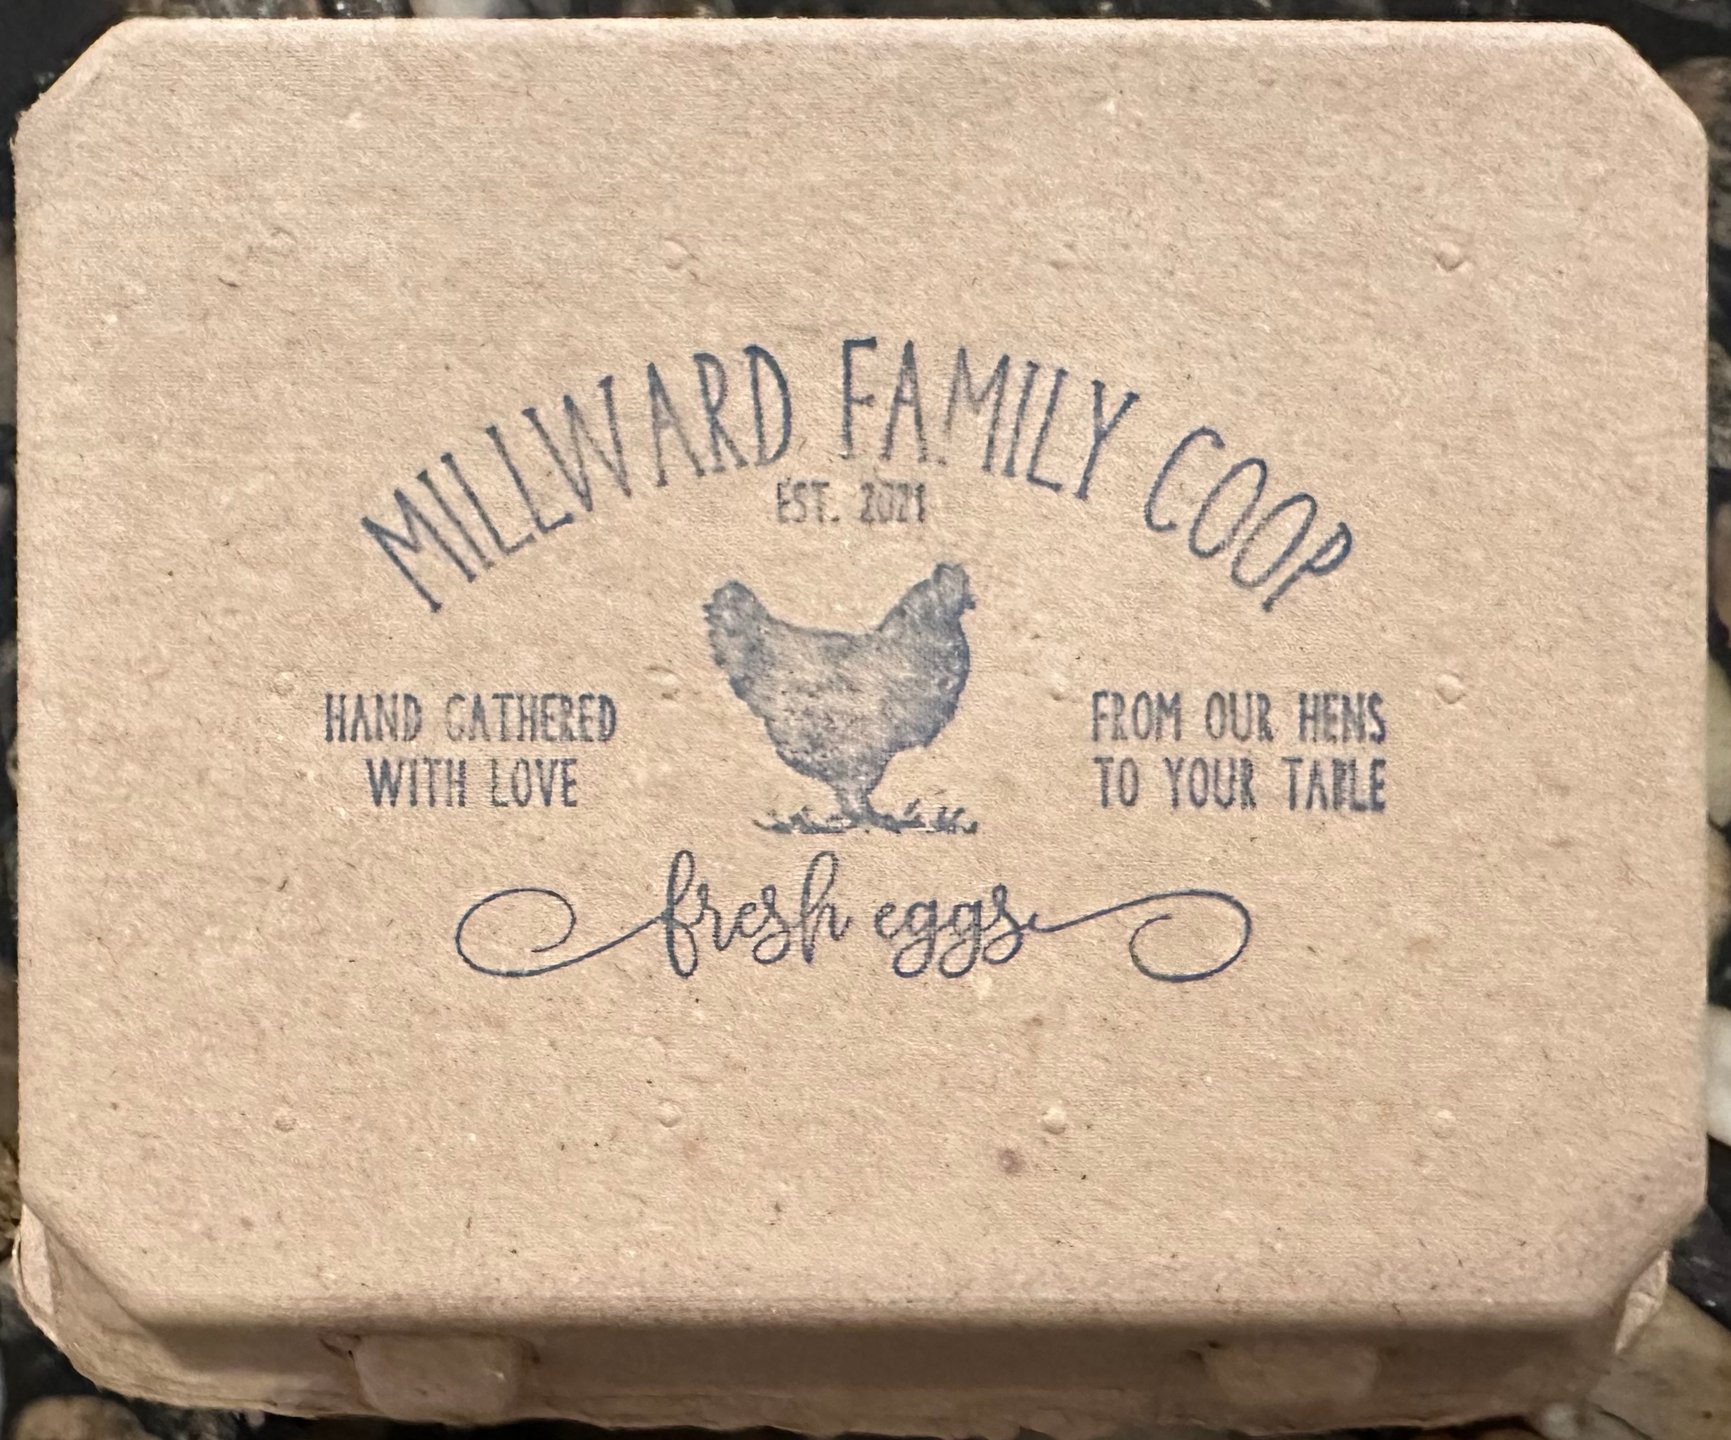 MILLWARD FAMILY COOP
EST. 2021
HAND GATHERED
WITH LOVE
FROM OUR HENS
TO YOUR TABLE
fresh eggs